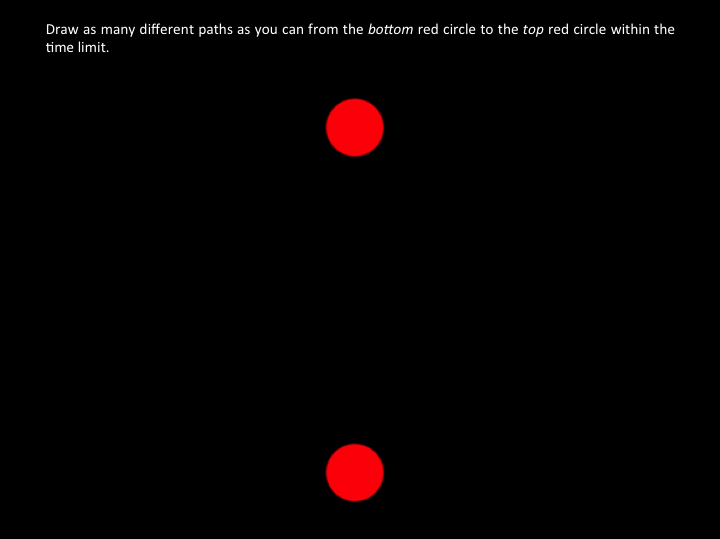 Draw as many different paths as you can from the bottom red circle to the top red circle within the
time limit.